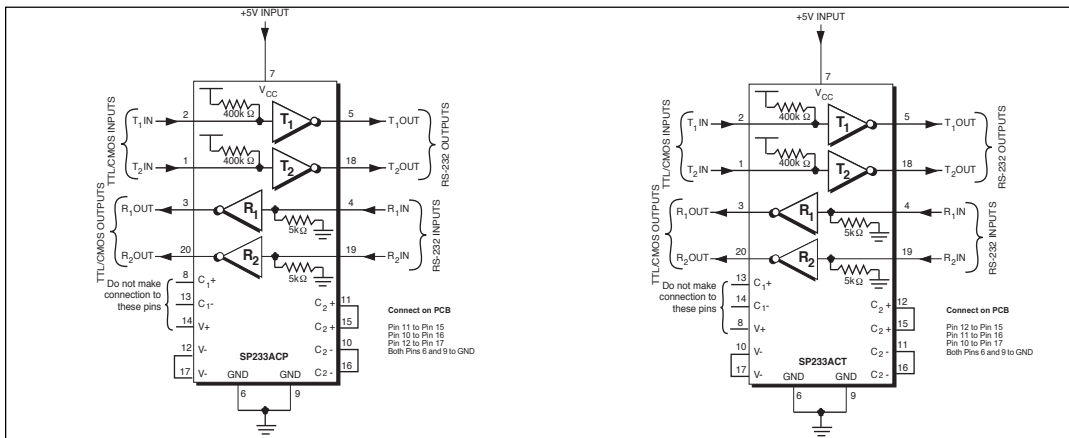 +5V INPUT
7
VCC
TTL/CMOS INPUTS
T1IN
2
400k Ω
T1
5
T1OUT
T2IN
1
400k Ω
T2
18
T2OUT
RS-232 OUTPUTS
TTL/CMOS OUTPUTS
R1OUT
3
R1
4
R1IN
5kΩ
R2OUT
20
R2
19
R2IN
5kΩ
RS-232 INPUTS
Do not make
connection to
these pins
8
C1+
13
C1-
14
V+
12
V-
17
V-
11
C2 +
15
C2 +
10
C2 -
16
C2 -
SP233ACP
GND
GND
6
9
Connect on PCB
Pin 11 to Pin 15
Pin 10 to Pin 16
Pin 12 to Pin 17
Both Pins 6 and 9 to GND
+5V INPUT
7
VCC
TTL/CMOS INPUTS
T1IN
2
400k Ω
T1
5
T1OUT
T2IN
1
400k Ω
T2
18
T2OUT
RS-232 OUTPUTS
TTL/CMOS OUTPUTS
R1OUT
3
R1
4
R1IN
5kΩ
R2OUT
20
R2
19
R2IN
5kΩ
RS-232 INPUTS
Do not make
connection to
these pins
13
C1+
14
C1-
8
V+
10
V-
17
V-
12
C2 +
15
C2 +
11
C2 -
16
C2 -
SP233ACT
GND
GND
6
9
Connect on PCB
Pin 12 to Pin 15
Pin 11 to Pin 16
Pin 10 to Pin 17
Both Pins 6 and 9 to GND